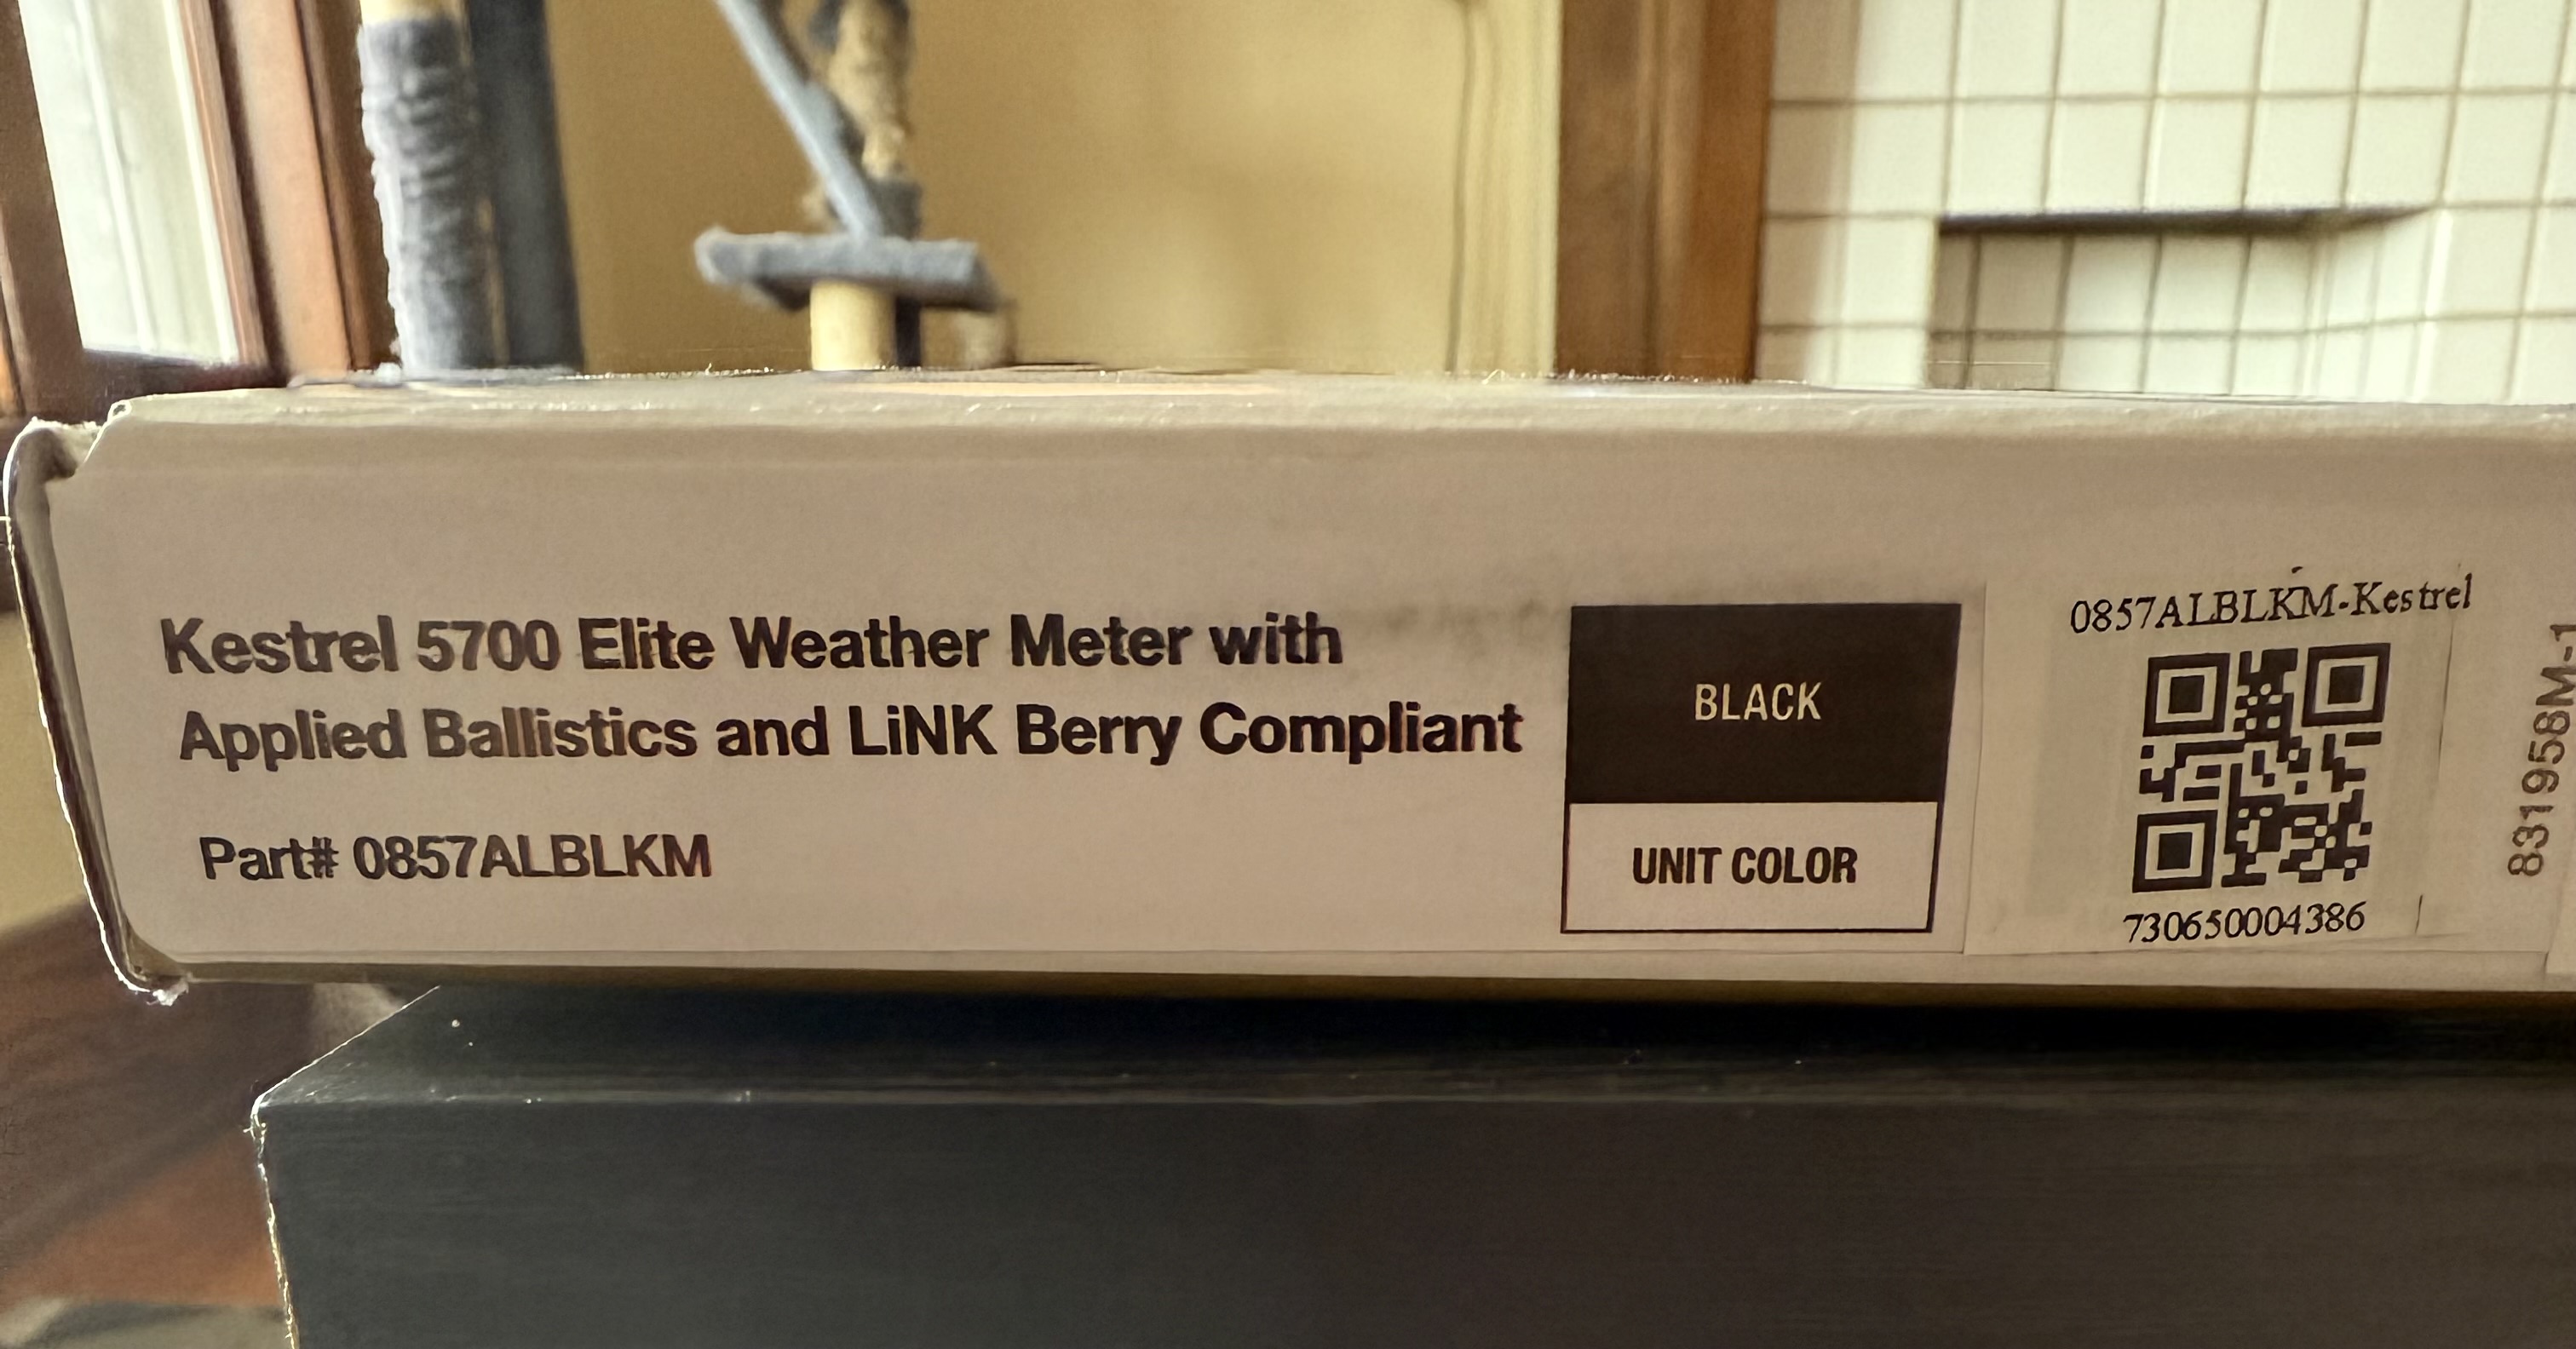 Kestrel 5700 Elite Weather Meter with
Applied Ballistics and LiNK Berry Compliant
Part# 0857ALBLKM
BLACK
UNIT COLOR
0857ALBLKM-Kestrel
730650004386
831958M-1